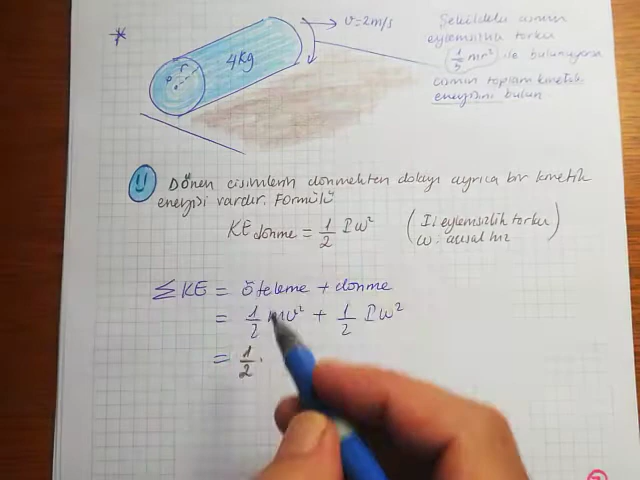 *
v=2m/s
4kg
r
Şekildeki cismin
eylemsizlik torku
1/5 mr² ile bulunuyorsa
cismin toplam kinetik
enerjisini bulun
Dönen cisimlerin dönmekten dolayı ayrıca bir kinetik
enerjisi vardır. Formülü
KE dönme = 1/2 Iω² (I: eylemsizlik torku
ω: açısal hız)
ΣKE = öteleme + dönme
= 1/2 mv² + 1/2 Iω²
= 1/2 .